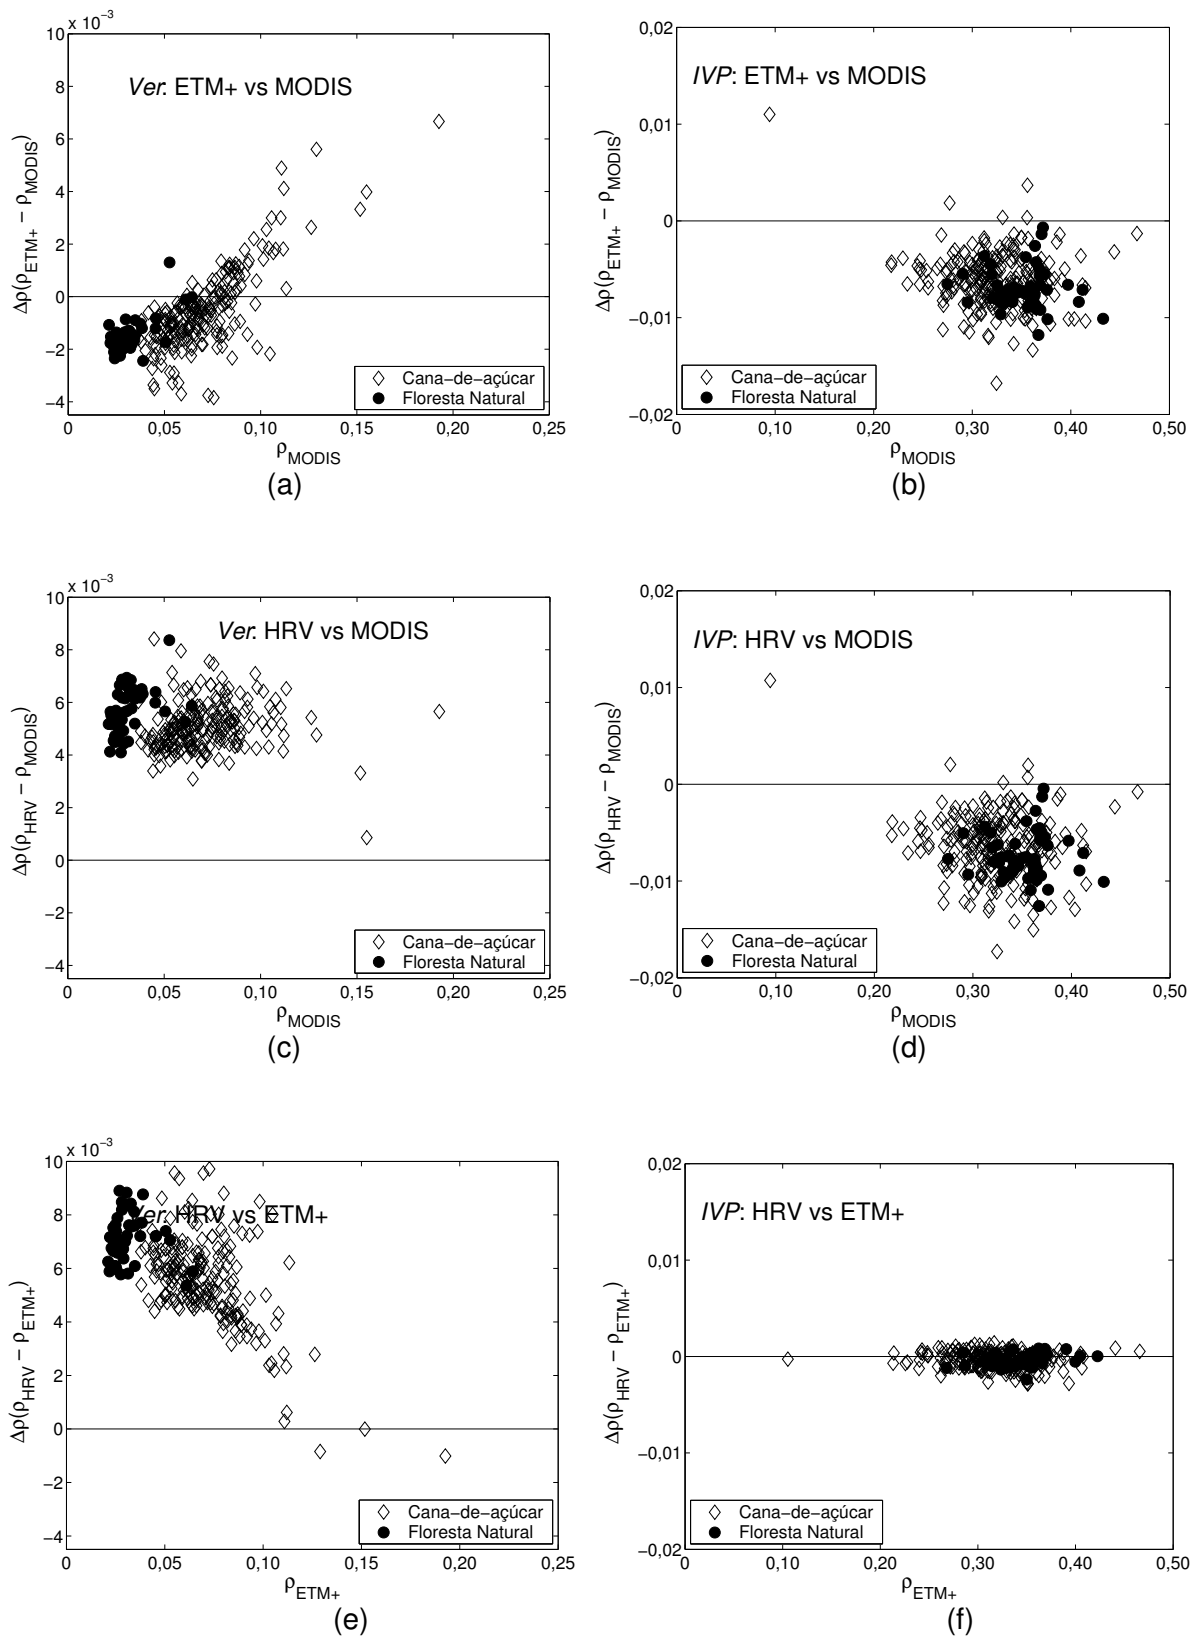 x 10⁻³
10
8
6
4
2
0
−2
−4
0
0,05
0,10
0,15
0,20
0,25
Ver: ETM+ vs MODIS
Δρ(ρETM+ − ρMODIS)
Cana−de−açúcar
Floresta Natural
ρMODIS
(a)
0,02
0,01
0
−0,01
−0,02
0
0,10
0,20
0,30
0,40
0,50
IVP: ETM+ vs MODIS
Δρ(ρETM+ − ρMODIS)
Cana−de−açúcar
Floresta Natural
ρMODIS
(b)
x 10⁻³
10
8
6
4
2
0
−2
−4
0
0,05
0,10
0,15
0,20
0,25
Ver: HRV vs MODIS
Δρ(ρHRV − ρMODIS)
Cana−de−açúcar
Floresta Natural
ρMODIS
(c)
0,02
0,01
0
−0,01
−0,02
0
0,10
0,20
0,30
0,40
0,50
IVP: HRV vs MODIS
Δρ(ρHRV − ρMODIS)
Cana−de−açúcar
Floresta Natural
ρMODIS
(d)
x 10⁻³
10
8
6
4
2
0
−2
−4
0
0,05
0,10
0,15
0,20
0,25
Ver: HRV vs ETM+
Δρ(ρHRV − ρETM+)
Cana−de−açúcar
Floresta Natural
ρETM+
(e)
0,02
0,01
0
−0,01
−0,02
0
0,10
0,20
0,30
0,40
0,50
IVP: HRV vs ETM+
Δρ(ρHRV − ρETM+)
Cana−de−açúcar
Floresta Natural
ρETM+
(f)